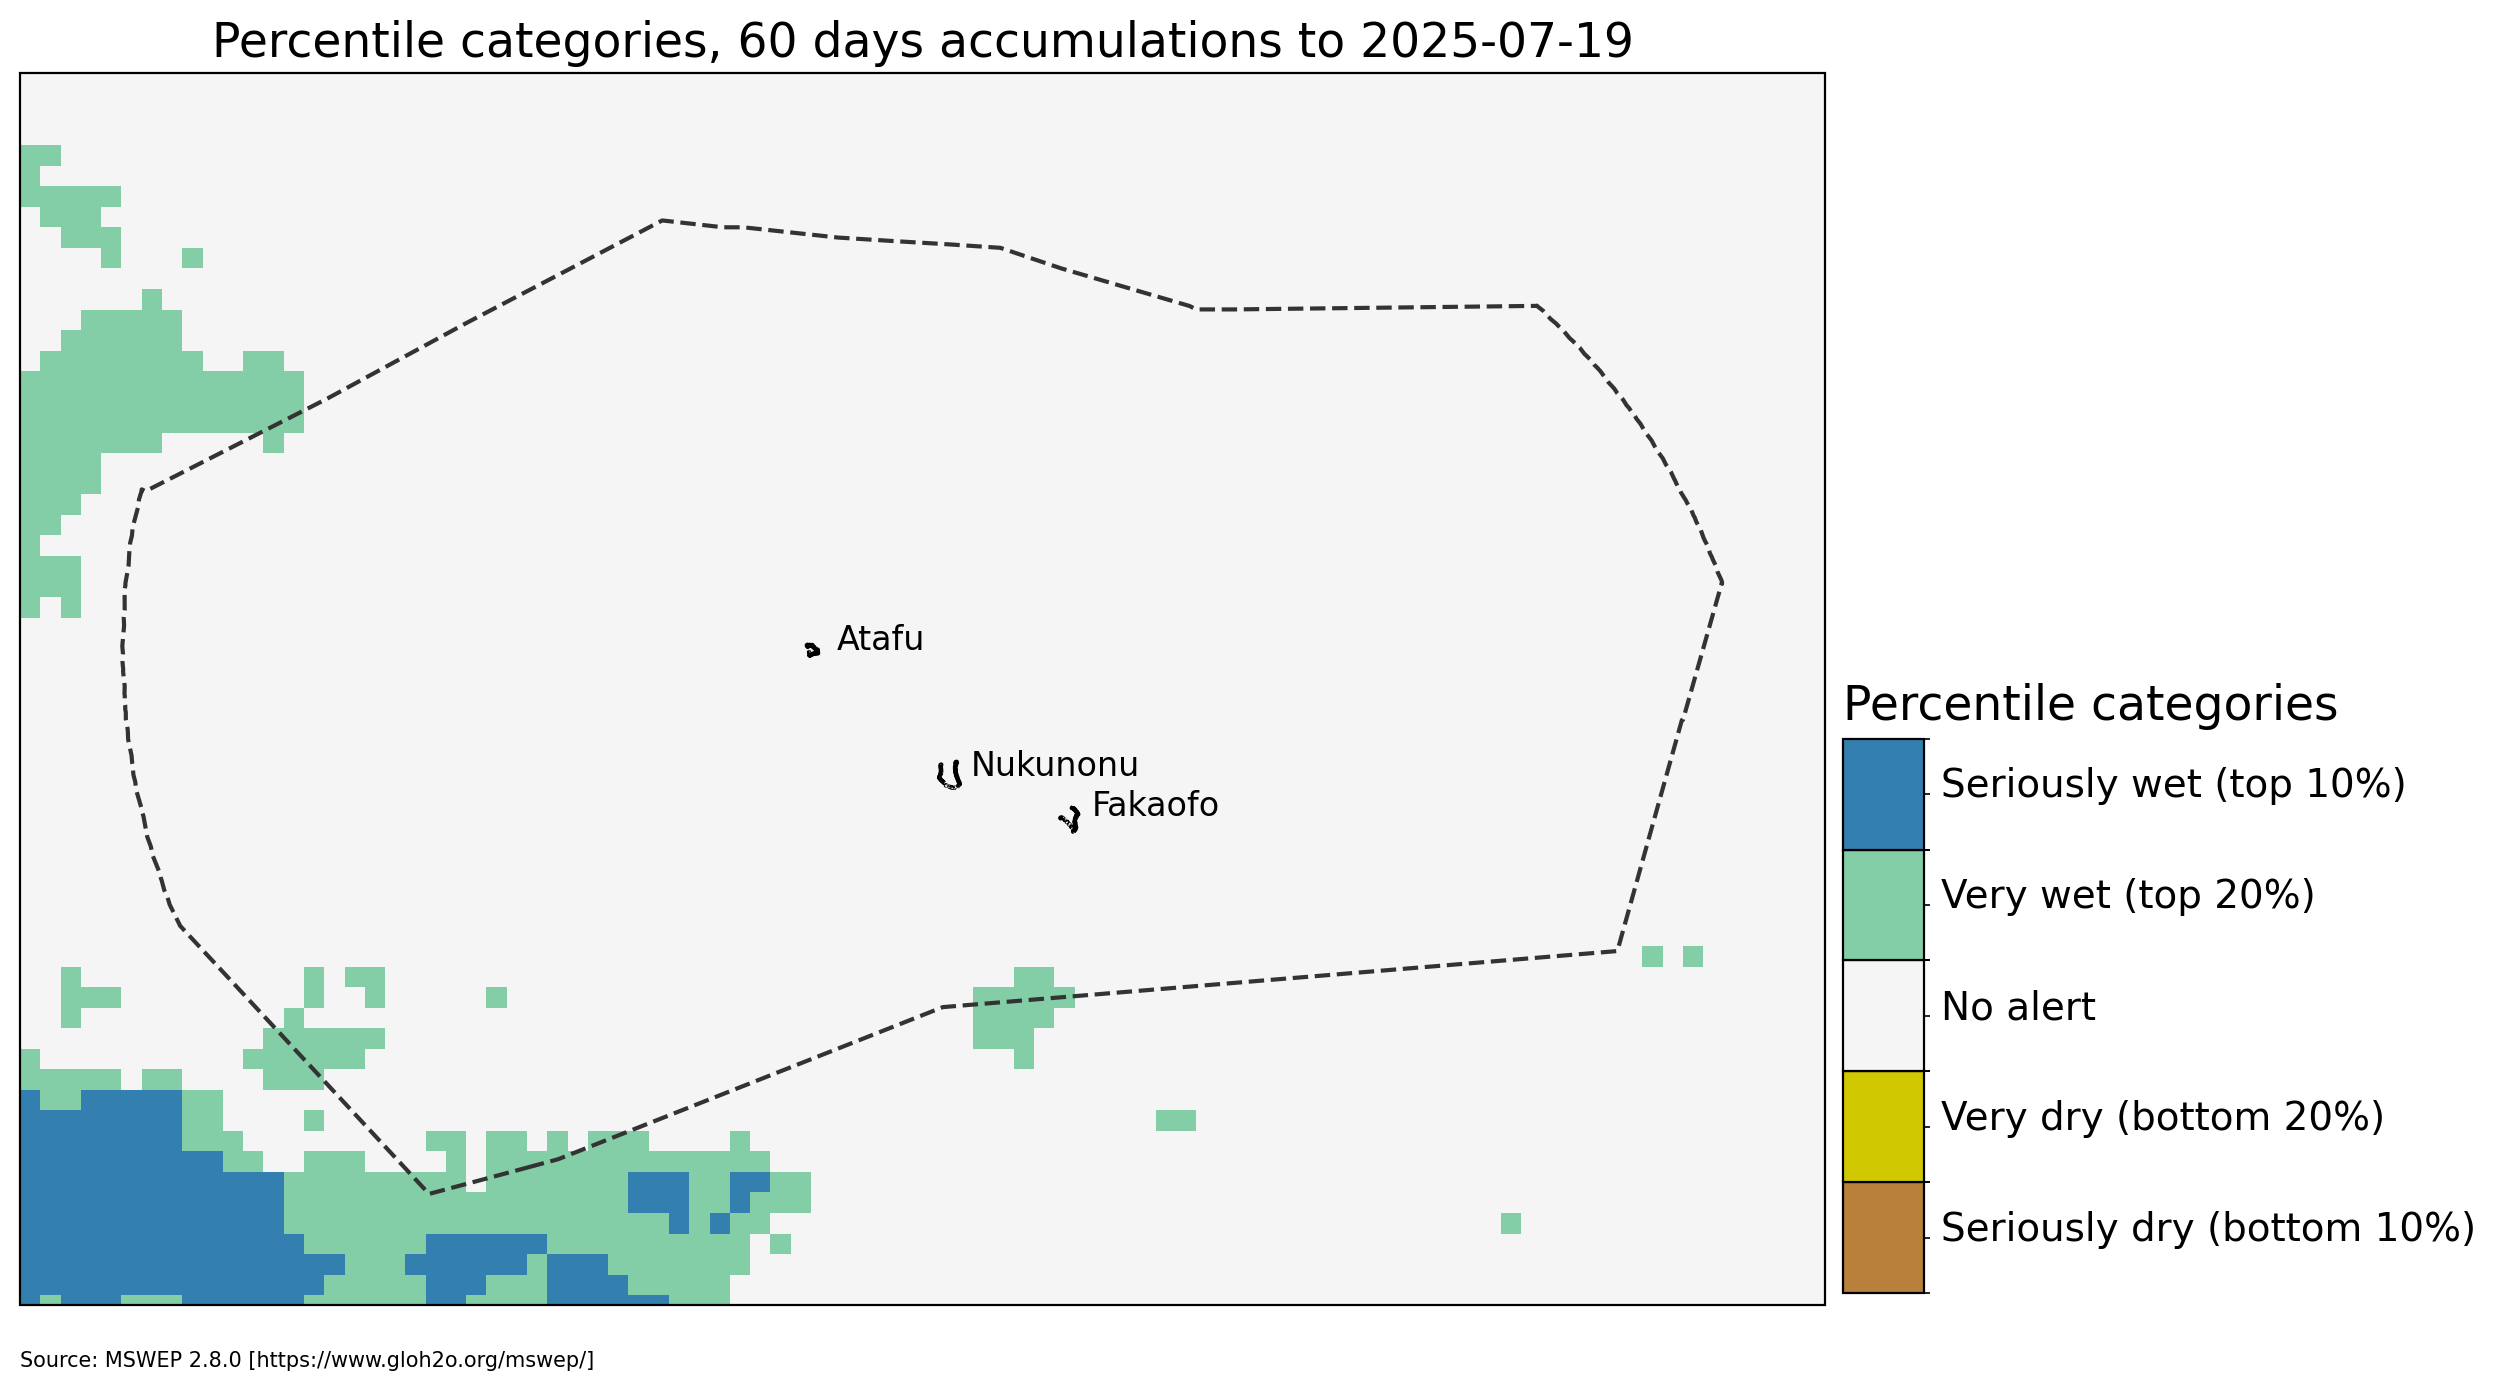 Percentile categories, 60 days accumulations to 2025-07-19
Atafu
Nukunonu
Fakaofo
Percentile categories
Seriously wet (top 10%)
Very wet (top 20%)
No alert
Very dry (bottom 20%)
Seriously dry (bottom 10%)
Source: MSWEP 2.8.0 [https://www.gloh2o.org/mswep/]